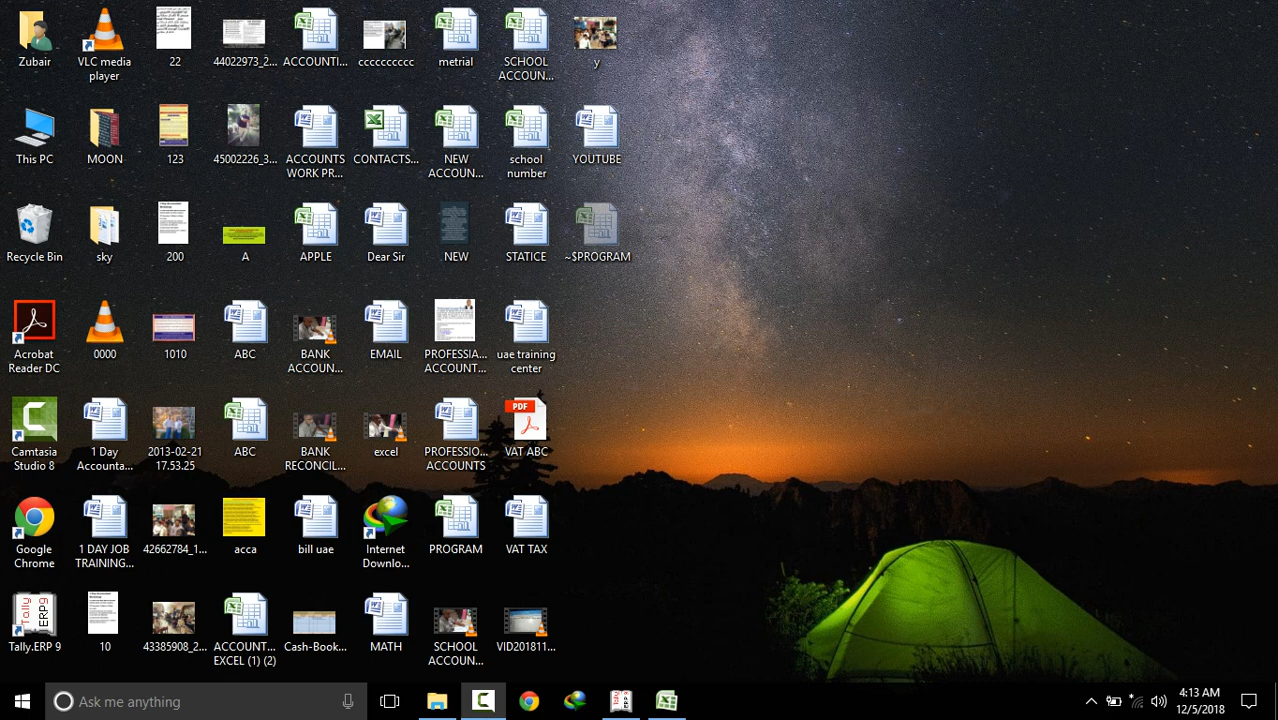 Zubair
VLC media player
22
44022973_2...
ACCOUNTI...
cccccccccc
metrial
SCHOOL ACCOUN...
y
This PC
MOON
123
45002226_3...
ACCOUNTS WORK PR...
CONTACTS...
NEW ACCOUN...
school number
YOUTUBE
Recycle Bin
sky
200
A
APPLE
Dear Sir
NEW
STATICE
~$PROGRAM
Acrobat Reader DC
0000
1010
ABC
BANK ACCOUN...
EMAIL
PROFESSIA... ACCOUNT...
uae training center
Camtasia Studio 8
1 Day Accounta...
2013-02-21 17.53.25
ABC
BANK RECONCIL...
excel
PROFESSIO... ACCOUNTS
PDF
VAT ABC
Google Chrome
1 DAY JOB TRAINING...
42662784_1...
acca
bill uae
Internet Downlo...
PROGRAM
VAT TAX
Tally.ERP 9
10
43385908_2...
ACCOUNT... EXCEL (1) (2)
Cash-Book...
MATH
SCHOOL ACCOUN...
VID201811...
Ask me anything
4:13 AM
12/5/2018